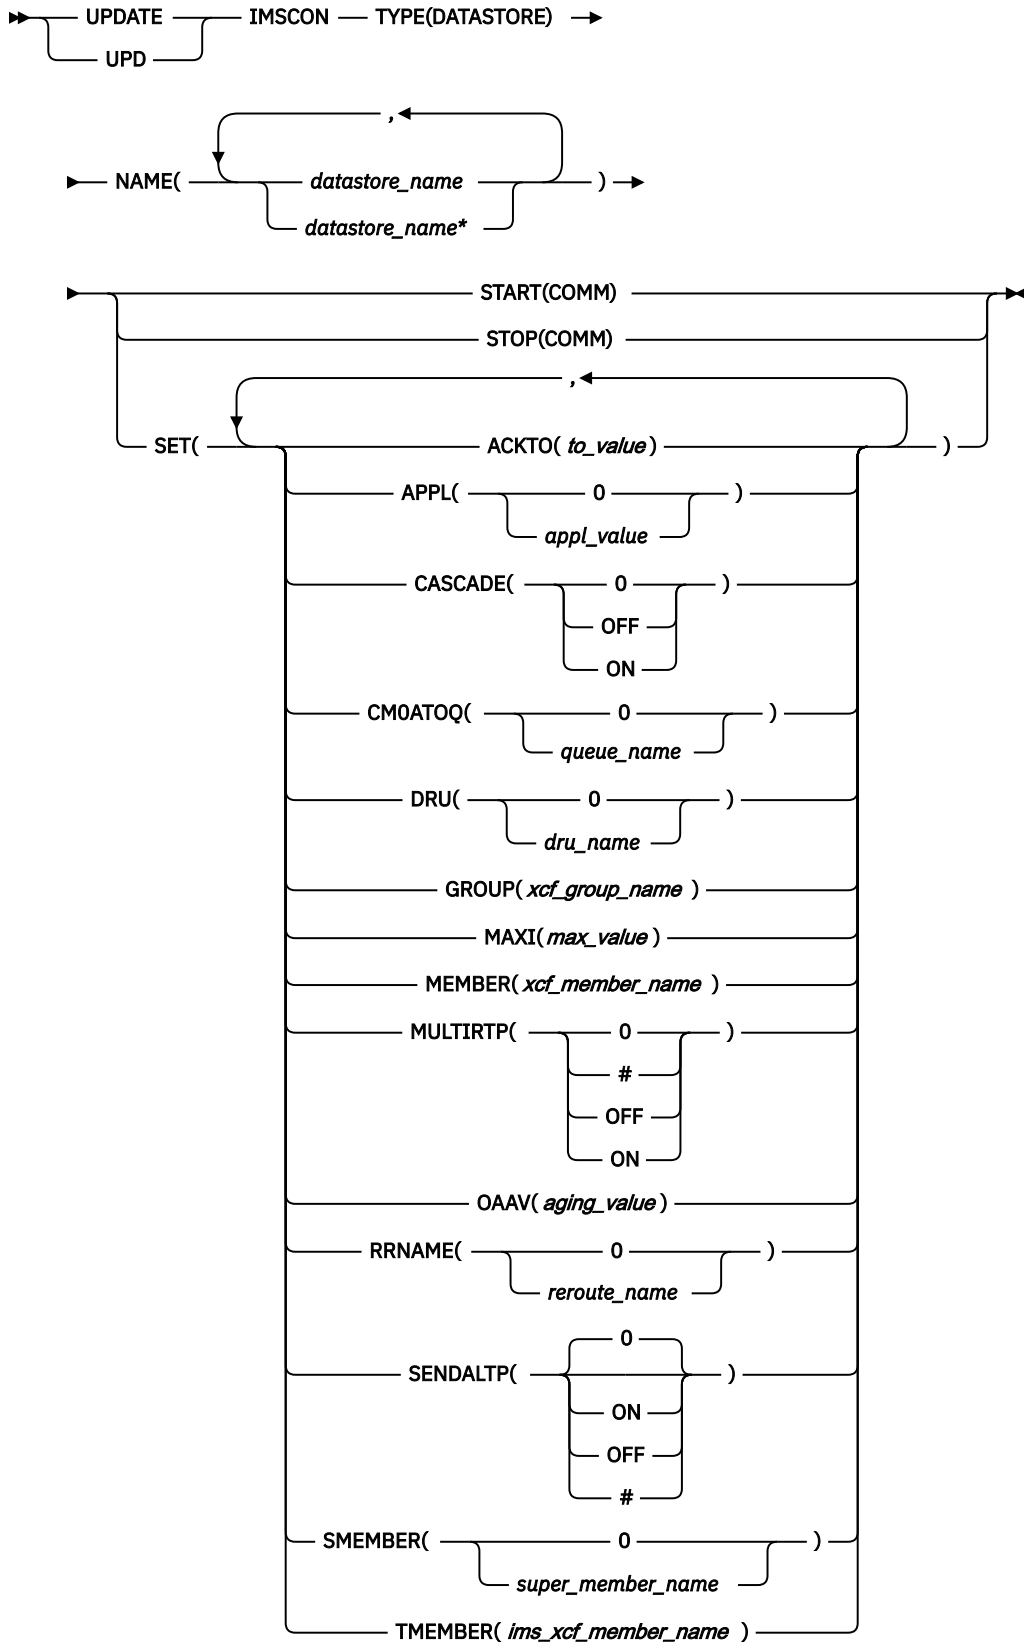 UPDATE IMSCON TYPE(DATASTORE)
UPD
,
NAME( datastore_name )
datastore_name*
START(COMM)
STOP(COMM)
,
SET( ACKTO( to_value ) )
APPL( 0 )
appl_value
CASCADE( 0 )
OFF
ON
CM0ATOQ( 0 )
queue_name
DRU( 0 )
dru_name
GROUP( xcf_group_name )
MAXI( max_value )
MEMBER( xcf_member_name )
MULTIRTP( 0 )
#
OFF
ON
OAAV( aging_value )
RRNAME( 0 )
reroute_name
0
SENDALTP( )
ON
OFF
#
SMEMBER( 0 )
super_member_name
TMEMBER( ims_xcf_member_name )